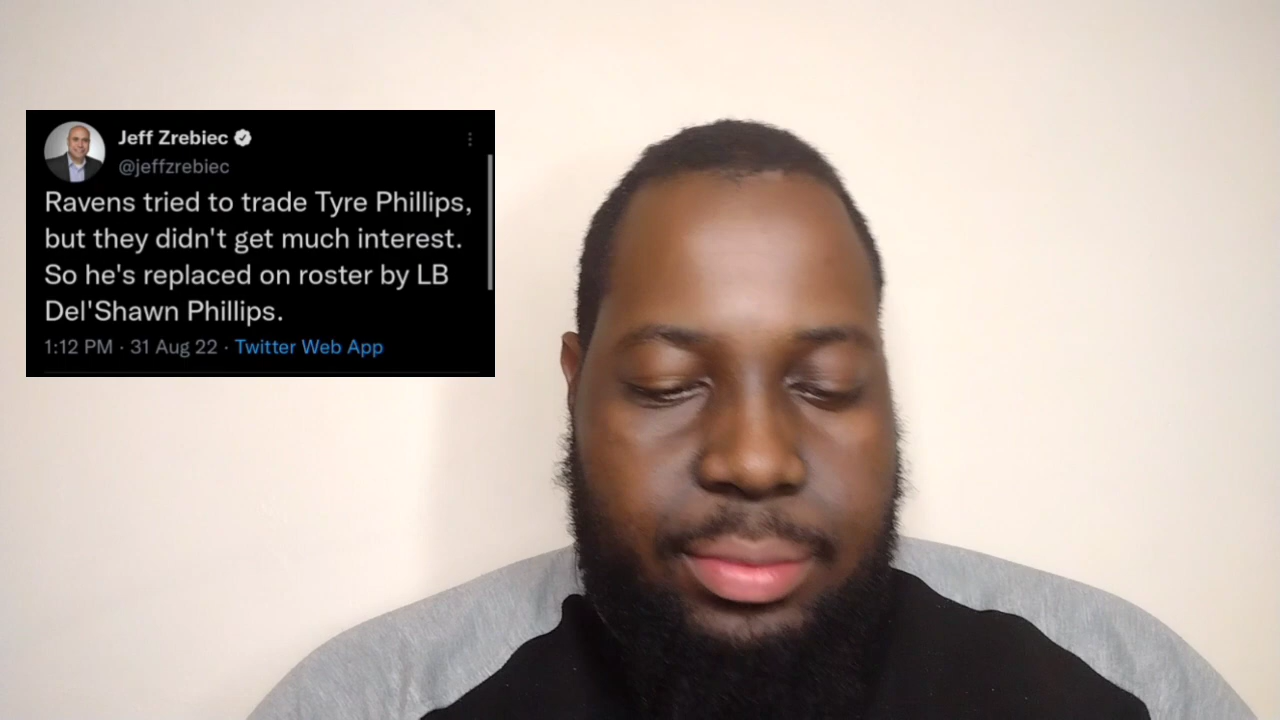 Jeff Zrebiec
@jeffzrebiec
Ravens tried to trade Tyre Phillips,
but they didn't get much interest.
So he's replaced on roster by LB
Del'Shawn Phillips.
1:12 PM · 31 Aug 22 · Twitter Web App